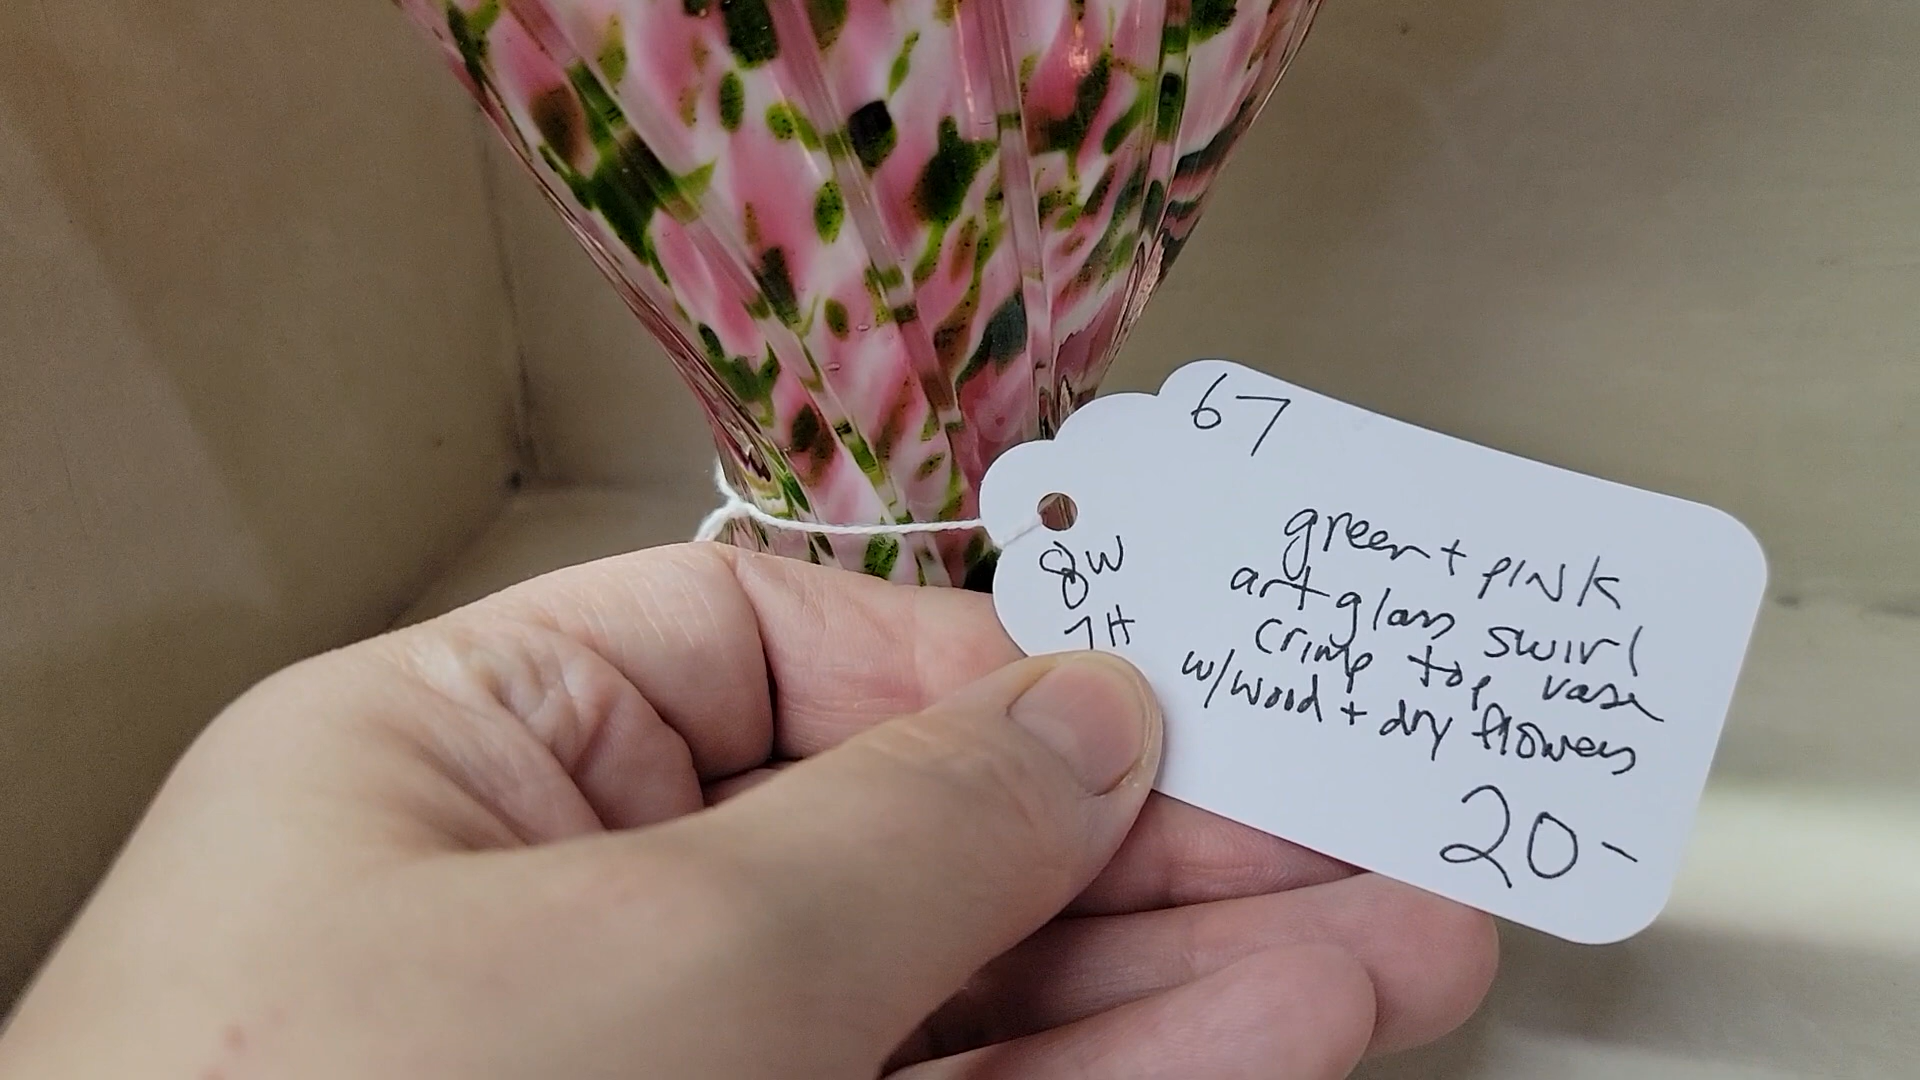 67
8W
7H
green + pink
art glass swirl
crimp top vase
w/wood + dry flowers
20-